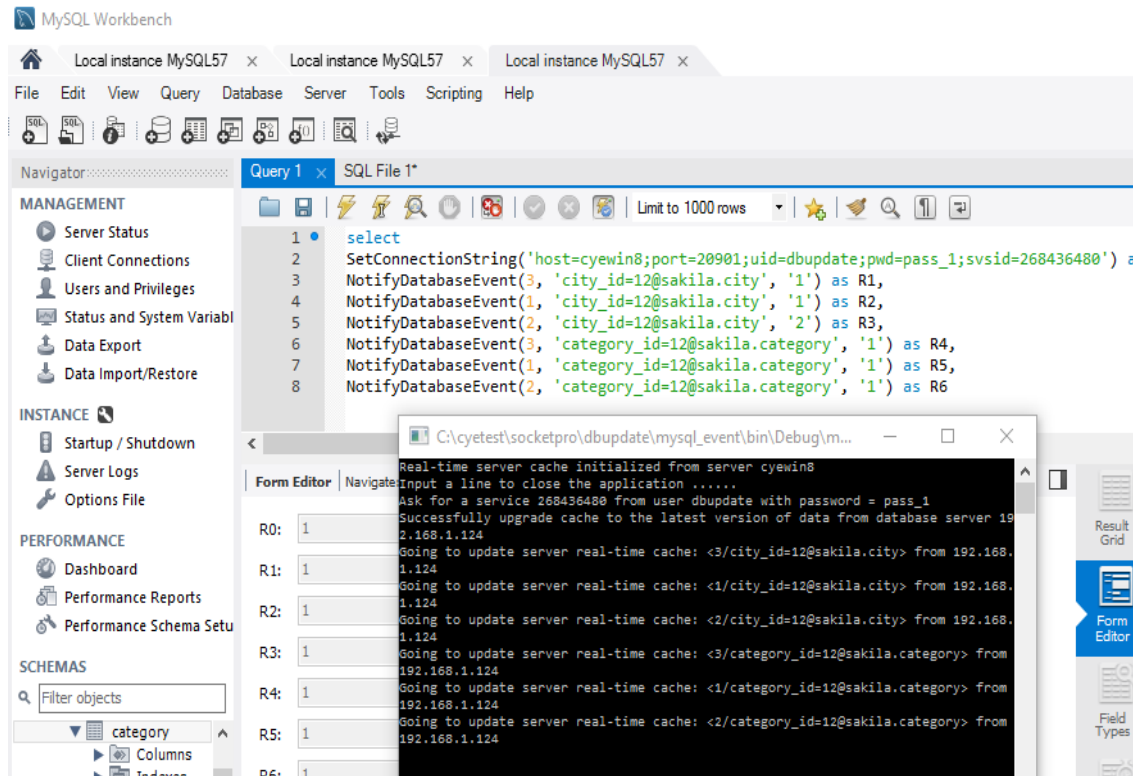 MySQL Workbench
Local instance MySQL57 × Local instance MySQL57 × Local instance MySQL57 ×
File Edit View Query Database Server Tools Scripting Help
Navigator
Query 1 × SQL File 1*
MANAGEMENT
Server Status
Client Connections
Users and Privileges
Status and System Variabl
Data Export
Data Import/Restore
INSTANCE
Startup / Shutdown
Server Logs
Options File
PERFORMANCE
Dashboard
Performance Reports
Performance Schema Setu
SCHEMAS
Filter objects
category
Columns
Indexes
Limit to 1000 rows
1 select
2 SetConnectionString('host=cyewin8;port=20901;uid=dbupdate;pwd=pass_1;svsid=268436480') a
3 NotifyDatabaseEvent(3, 'city_id=12@sakila.city', '1') as R1,
4 NotifyDatabaseEvent(1, 'city_id=12@sakila.city', '1') as R2,
5 NotifyDatabaseEvent(2, 'city_id=12@sakila.city', '2') as R3,
6 NotifyDatabaseEvent(3, 'category_id=12@sakila.category', '1') as R4,
7 NotifyDatabaseEvent(1, 'category_id=12@sakila.category', '1') as R5,
8 NotifyDatabaseEvent(2, 'category_id=12@sakila.category', '1') as R6
Form Editor Navigate:
R0: 1
R1: 1
R2: 1
R3: 1
R4: 1
R5: 1
R6: 1
C:\cyetest\socketpro\dbupdate\mysql_event\bin\Debug\m...
Real-time server cache initialized from server cyewin8
Input a line to close the application ......
Ask for a service 268436480 from user dbupdate with password = pass_1
Successfully upgrade cache to the latest version of data from database server 19
2.168.1.124
Going to update server real-time cache: <3/city_id=12@sakila.city> from 192.168.
1.124
Going to update server real-time cache: <1/city_id=12@sakila.city> from 192.168.
1.124
Going to update server real-time cache: <2/city_id=12@sakila.city> from 192.168.
1.124
Going to update server real-time cache: <3/category_id=12@sakila.category> from
192.168.1.124
Going to update server real-time cache: <1/category_id=12@sakila.category> from
192.168.1.124
Going to update server real-time cache: <2/category_id=12@sakila.category> from
192.168.1.124
Result
Grid
Form
Editor
Field
Types